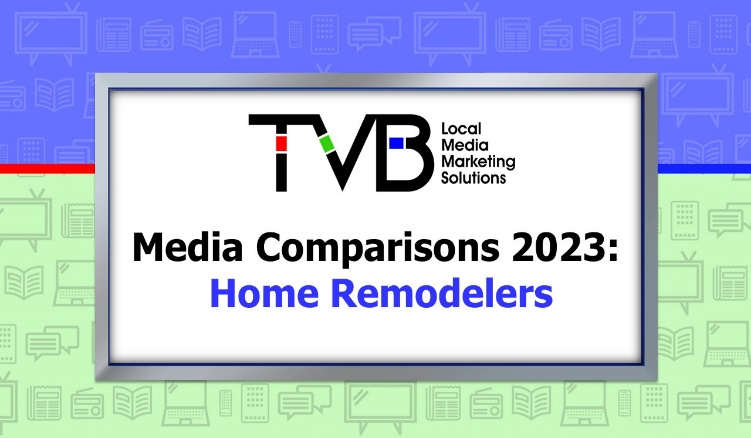 TVB
Local
Media
Marketing
Solutions
Media Comparisons 2023:
Home Remodelers